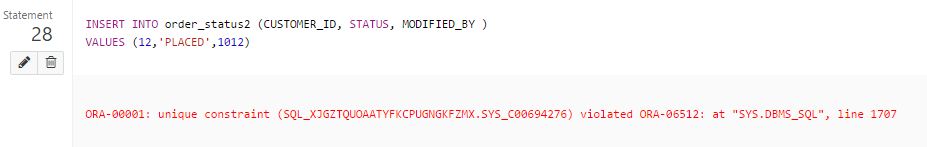 Statement
28
INSERT INTO order_status2 (CUSTOMER_ID, STATUS, MODIFIED_BY )
VALUES (12,'PLACED',1012)
ORA-00001: unique constraint (SQL_XJGZTQUOAATYFKCPUGNGKFZMX.SYS_C00694276) violated ORA-06512: at "SYS.DBMS_SQL", line 1707